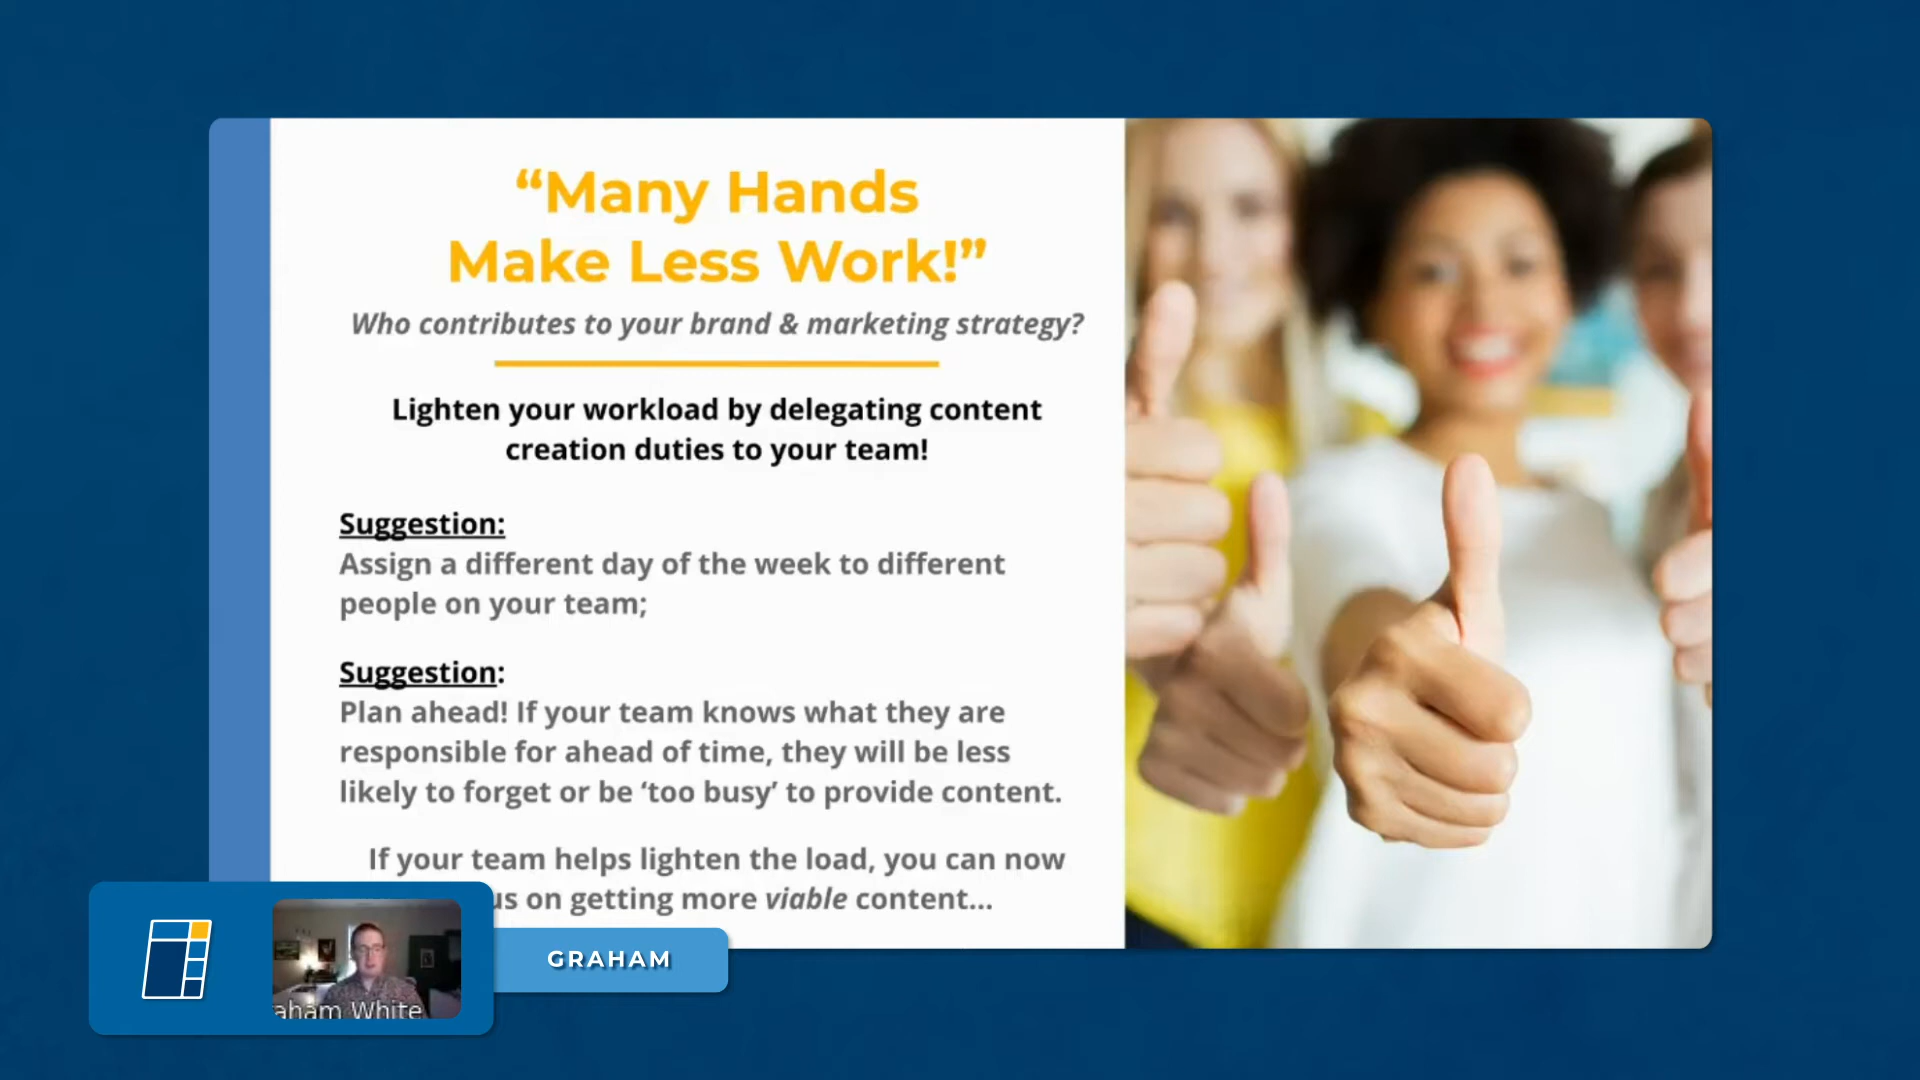 “Many Hands
Make Less Work!”
Who contributes to your brand & marketing strategy?
Lighten your workload by delegating content
creation duties to your team!
Suggestion:
Assign a different day of the week to different
people on your team;
Suggestion:
Plan ahead! If your team knows what they are
responsible for ahead of time, they will be less
likely to forget or be ‘too busy’ to provide content.
If your team helps lighten the load, you can now
us on getting more viable content...
GRAHAM
aham White